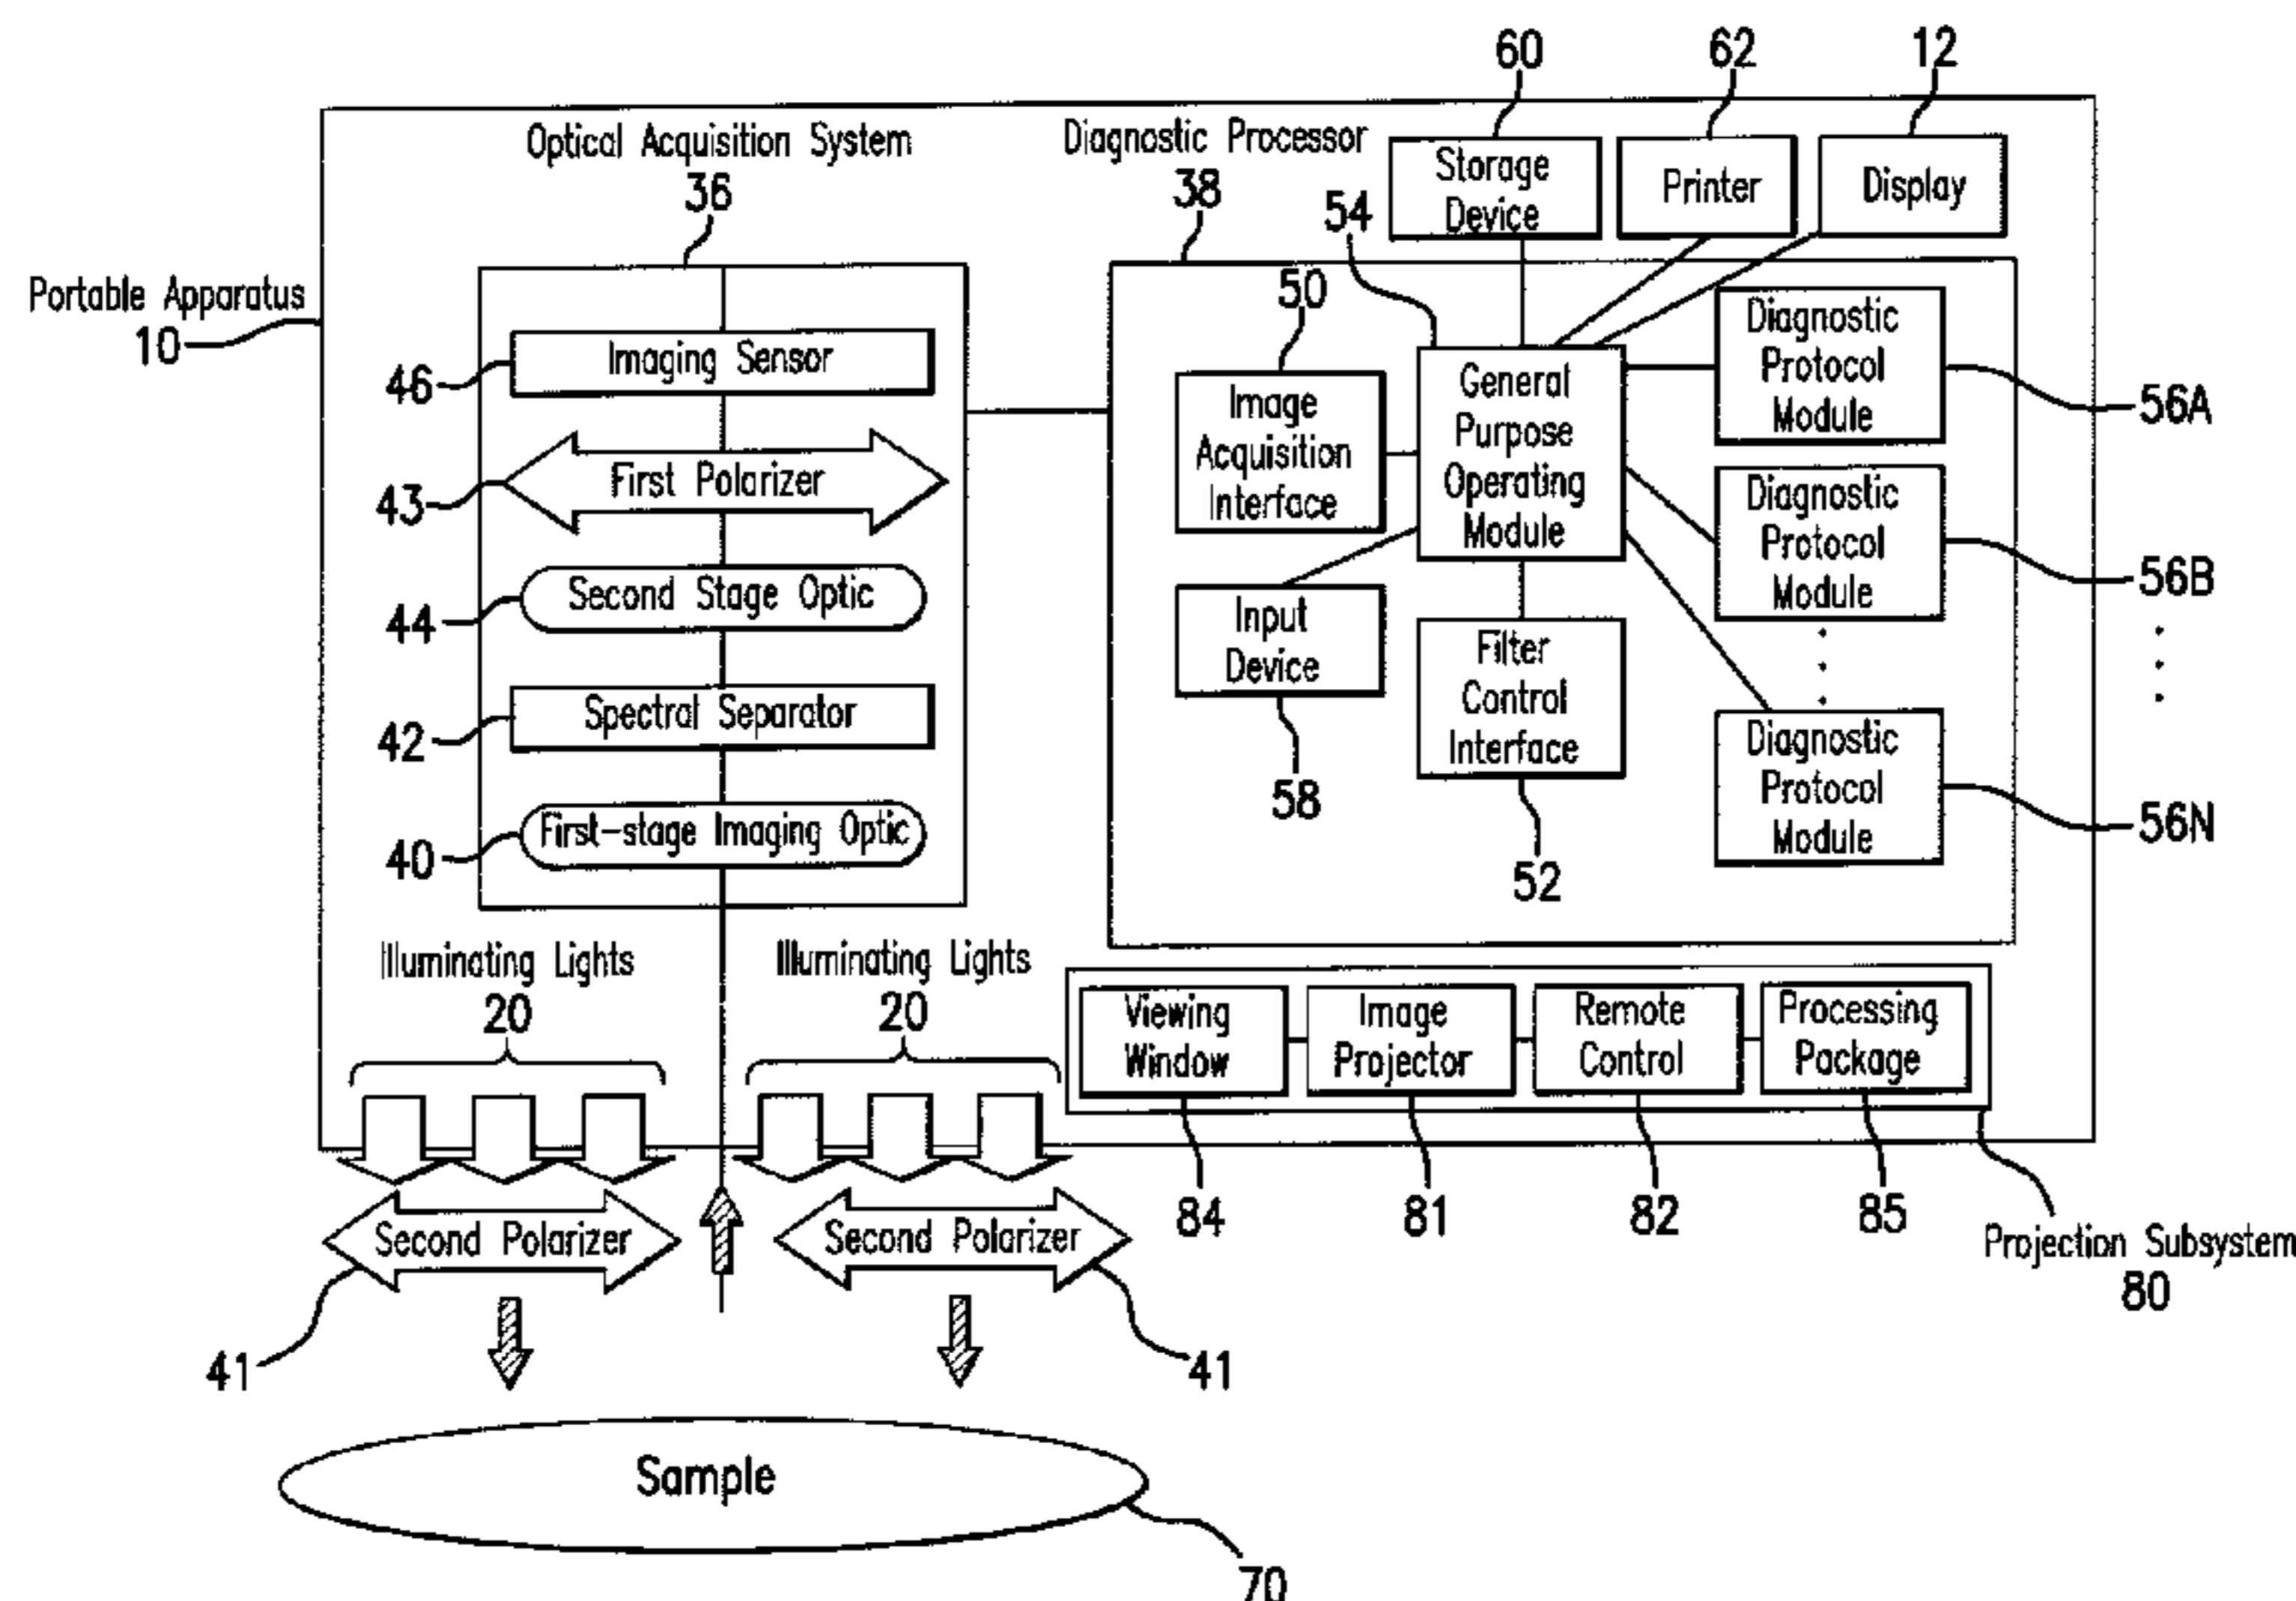 60
62
12
Optical Acquisition System
36
Diagnostic Processor
38
54
Storage
Device
Printer
Display
Portable Apparatus
10
50
46
Imaging Sensor
43
First Polarizer
44
Second Stage Optic
42
Spectral Separator
40
First-stage Imaging Optic
Image
Acquisition
Interface
General
Purpose
Operating
Module
Diagnostic
Protocol
Module
56A
Diagnostic
Protocol
Module
56B
Input
Device
58
Filter
Control
Interface
52
Diagnostic
Protocol
Module
56N
Illuminating Lights
20
Illuminating Lights
20
Viewing
Window
Image
Projector
Remote
Control
Processing
Package
84
81
82
85
Projection Subsystem
80
Second Polarizer
Second Polarizer
41
41
Sample
70